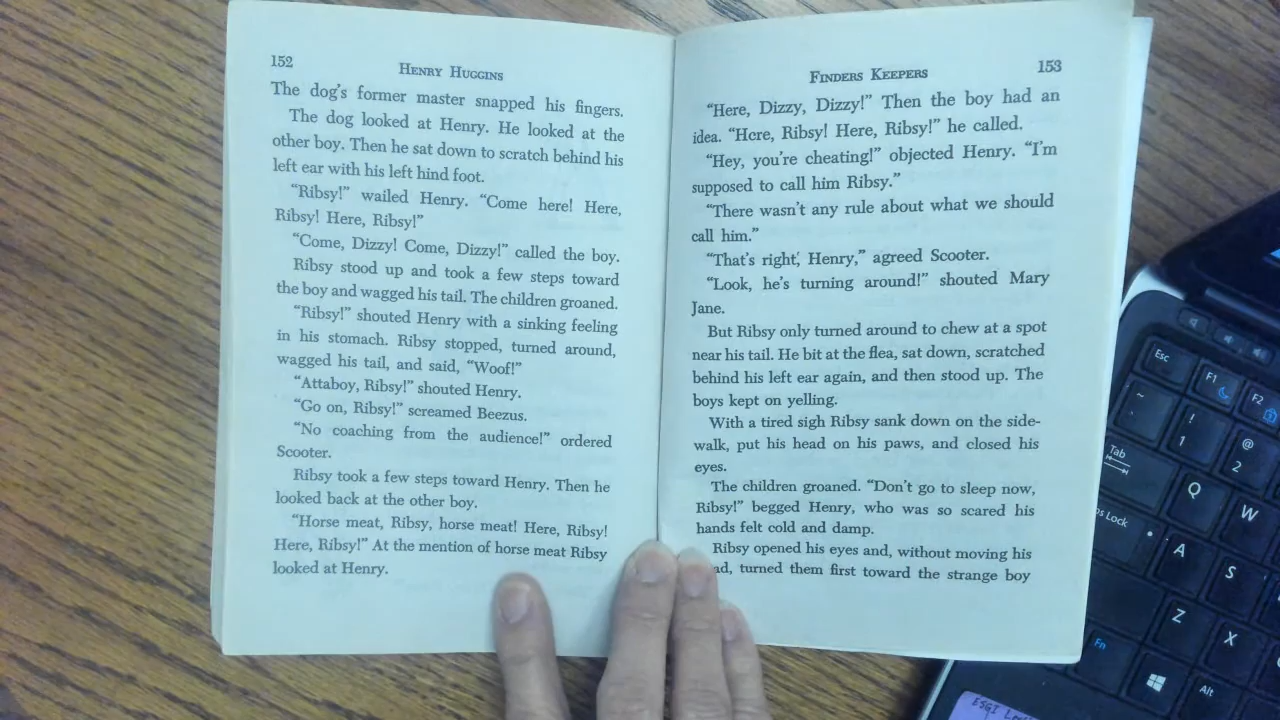 152
HENRY HUGGINS
The dog's former master snapped his fingers.
The dog looked at Henry. He looked at the
other boy. Then he sat down to scratch behind his
left ear with his left hind foot.
"Ribsy!" wailed Henry. "Come here! Here,
Ribsy! Here, Ribsy!"
"Come, Dizzy! Come, Dizzy!" called the boy.
Ribsy stood up and took a few steps toward
the boy and wagged his tail. The children groaned.
"Ribsy!" shouted Henry with a sinking feeling
in his stomach. Ribsy stopped, turned around,
wagged his tail, and said, "Woof!"
"Attaboy, Ribsy!" shouted Henry.
"Go on, Ribsy!" screamed Beezus.
"No coaching from the audience!" ordered
Scooter.
Ribsy took a few steps toward Henry. Then he
looked back at the other boy.
"Horse meat, Ribsy, horse meat! Here, Ribsy!
Here, Ribsy!" At the mention of horse meat Ribsy
looked at Henry.
FINDERS KEEPERS
153
"Here, Dizzy, Dizzy!" Then the boy had an
idea. "Here, Ribsy! Here, Ribsy!" he called.
"Hey, you're cheating!" objected Henry. "I'm
supposed to call him Ribsy."
"There wasn't any rule about what we should
call him."
"That's right, Henry," agreed Scooter.
"Look, he's turning around!" shouted Mary
Jane.
But Ribsy only turned around to chew at a spot
near his tail. He bit at the flea, sat down, scratched
behind his left ear again, and then stood up. The
boys kept on yelling.
With a tired sigh Ribsy sank down on the side-
walk, put his head on his paws, and closed his
eyes.
The children groaned. "Don't go to sleep now,
Ribsy!" begged Henry, who was so scared his
hands felt cold and damp.
Ribsy opened his eyes and, without moving his
turned them first toward the strange boy
Esc
F1
F2
~
!
1
@
2
Tab
Q
W
Lock
A
S
Z
X
Fn
Alt
ESGI